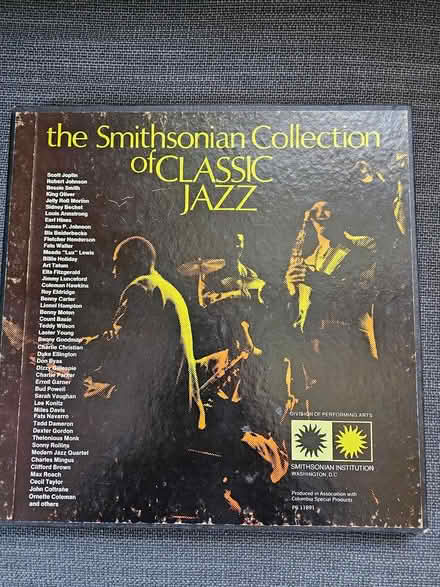 the Smithsonian Collection
of CLASSIC
JAZZ
Scott Joplin
Robert Johnson
Bessie Smith
King Oliver
Jelly Roll Morton
Sidney Bechet
Louis Armstrong
Earl Hines
James P. Johnson
Bix Beiderbecke
Fletcher Henderson
Fats Waller
Meade "Lux" Lewis
Billie Holiday
Art Tatum
Ella Fitzgerald
Jimmy Lunceford
Coleman Hawkins
Roy Eldridge
Benny Carter
Lionel Hampton
Benny Moten
Count Basie
Teddy Wilson
Lester Young
Benny Goodman
Charlie Christian
Duke Ellington
Don Byas
Dizzy Gillespie
Charlie Parker
Erroll Garner
Bud Powell
Sarah Vaughan
Lee Konitz
Miles Davis
Fats Navarro
Tadd Dameron
Dexter Gordon
Thelonious Monk
Sonny Rollins
Modern Jazz Quartet
Charles Mingus
Clifford Brown
Max Roach
Cecil Taylor
John Coltrane
Ornette Coleman
and others
DIVISION OF PERFORMING ARTS
SMITHSONIAN INSTITUTION
WASHINGTON, D.C.
Produced in Association with
Columbia Special Products
P6 11891